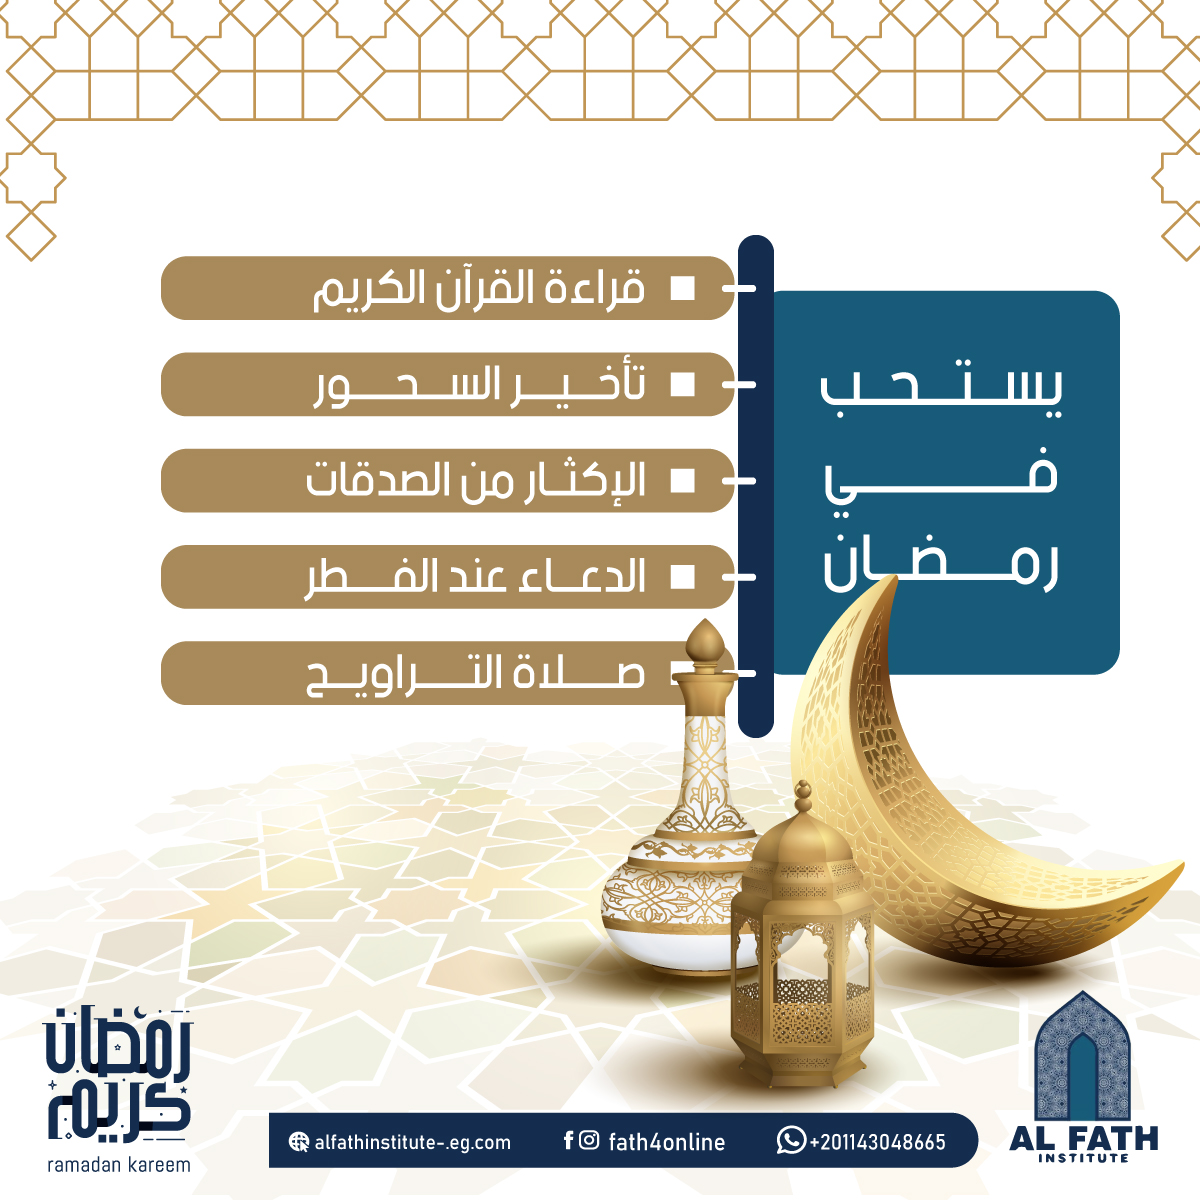 يستحب
في
رمضان
قراءة القرآن الكريم
تأخير السحور
الإكثار من الصدقات
الدعاء عند الفطر
صلاة التراويح
رمضان
كريم
ramadan kareem
alfathinstitute-.eg.com
fath4online
+201143048665
AL FATH
INSTITUTE